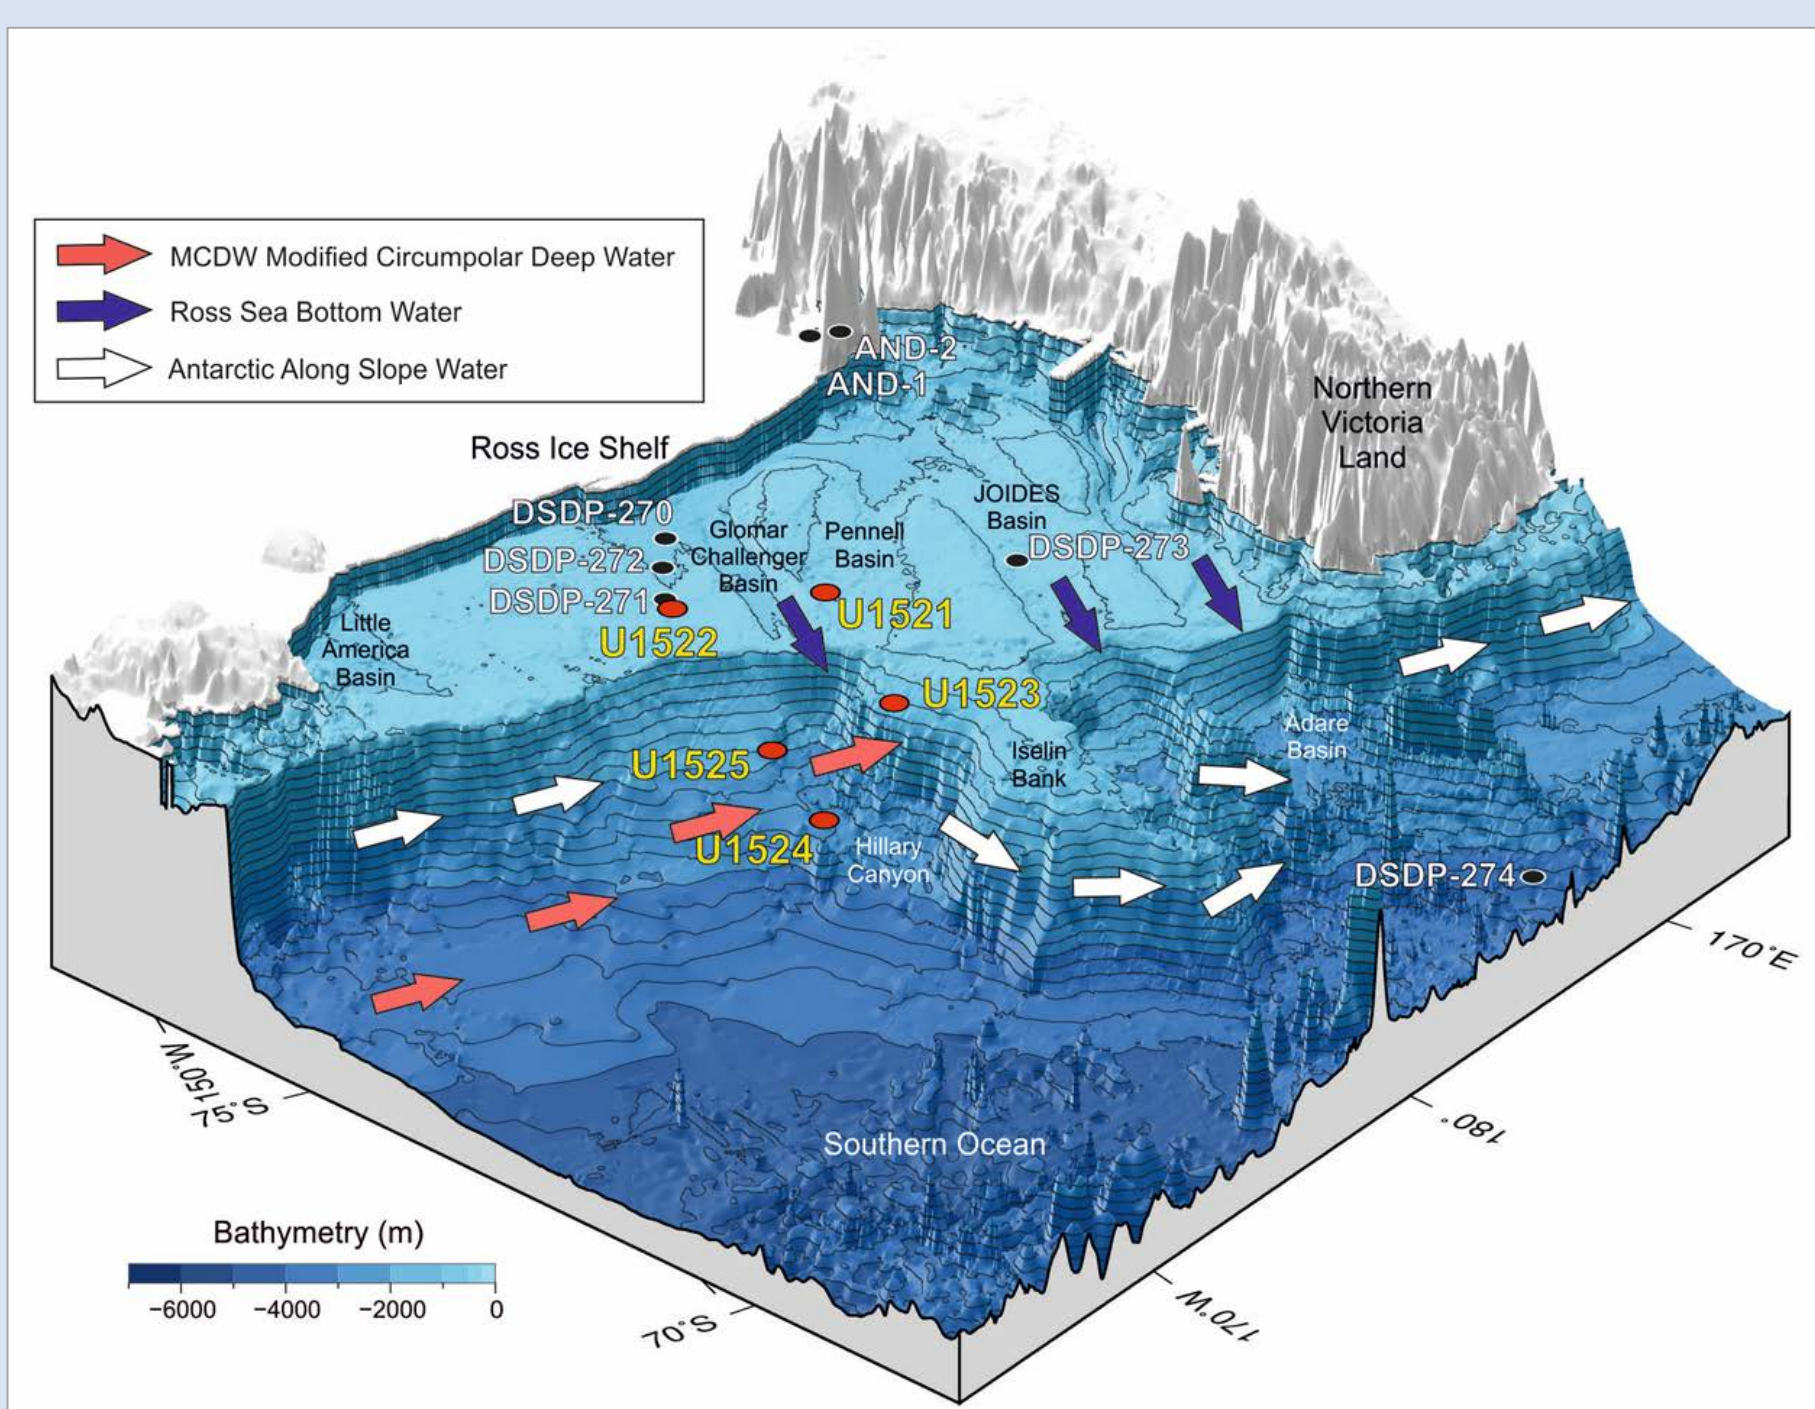 MCDW Modified Circumpolar Deep Water
Ross Sea Bottom Water
Antarctic Along Slope Water
AND-2
AND-1
Northern
Victoria
Land
Ross Ice Shelf
DSDP-270
DSDP-272
DSDP-271
U1522
Glomar
Challenger
Basin
Pennell
Basin
JOIDES
Basin
DSDP-273
U1521
Little
America
Basin
U1523
U1525
Iselin
Bank
Adare
Basin
U1524
Hillary
Canyon
DSDP-274
170°E
150°W
75°S
180°
Southern Ocean
170°W
70°S
Bathymetry (m)
−6000 −4000 −2000 0